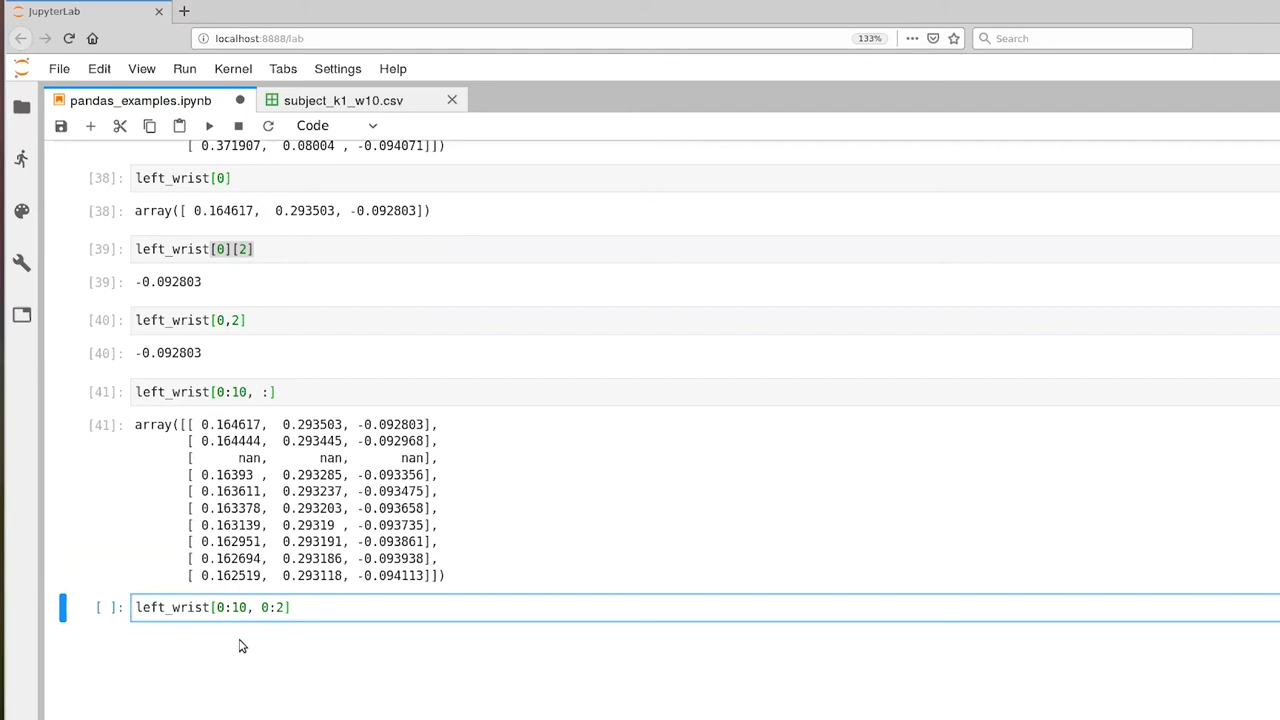 JupyterLab
localhost:8888/lab
133%
Search
File Edit View Run Kernel Tabs Settings Help
pandas_examples.ipynb
subject_k1_w10.csv
Code
[ 0.371907,  0.08004 , -0.094071]])
[38]: left_wrist[0]
[38]: array([ 0.164617,  0.293503, -0.092803])
[39]: left_wrist[0][2]
[39]: -0.092803
[40]: left_wrist[0,2]
[40]: -0.092803
[41]: left_wrist[0:10, :]
[41]: array([[ 0.164617,  0.293503, -0.092803],
[ 0.164444,  0.293445, -0.092968],
[      nan,       nan,       nan],
[ 0.16393 ,  0.293285, -0.093356],
[ 0.163611,  0.293237, -0.093475],
[ 0.163378,  0.293203, -0.093658],
[ 0.163139,  0.29319 , -0.093735],
[ 0.162951,  0.293191, -0.093861],
[ 0.162694,  0.293186, -0.093938],
[ 0.162519,  0.293118, -0.094113]])
[ ]: left_wrist[0:10, 0:2]